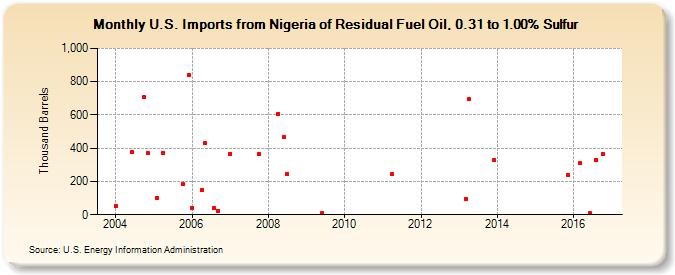 Monthly U.S. Imports from Nigeria of Residual Fuel Oil, 0.31 to 1.00% Sulfur
Thousand Barrels
1,000
800
600
400
200
0
2004 2006 2008 2010 2012 2014 2016
Source: U.S. Energy Information Administration